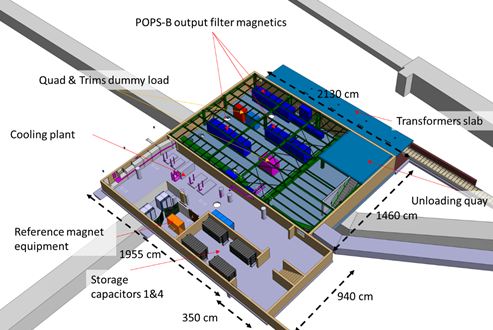 POPS-B output filter magnetics
Quad & Trims dummy load
2130 cm
Transformers slab
Cooling plant
Unloading quay
1460 cm
Reference magnet
equipment
1955 cm
Storage
capacitors 1&4
940 cm
350 cm